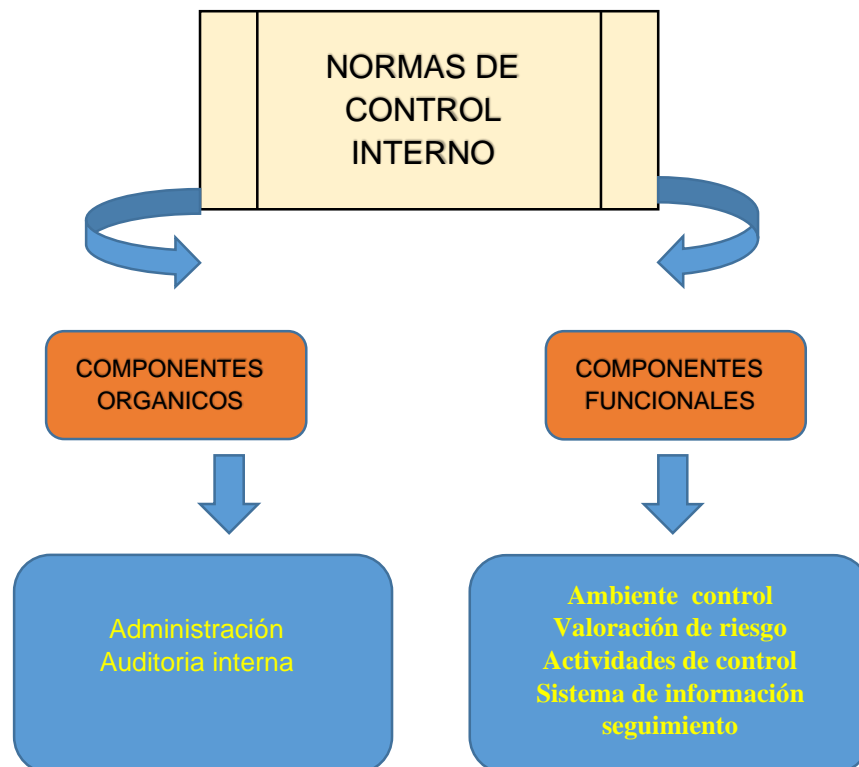 NORMAS DE
CONTROL
INTERNO
COMPONENTES
ORGANICOS
COMPONENTES
FUNCIONALES
Administración
Auditoria interna
Ambiente  control
Valoración de riesgo
Actividades de control
Sistema de información
seguimiento